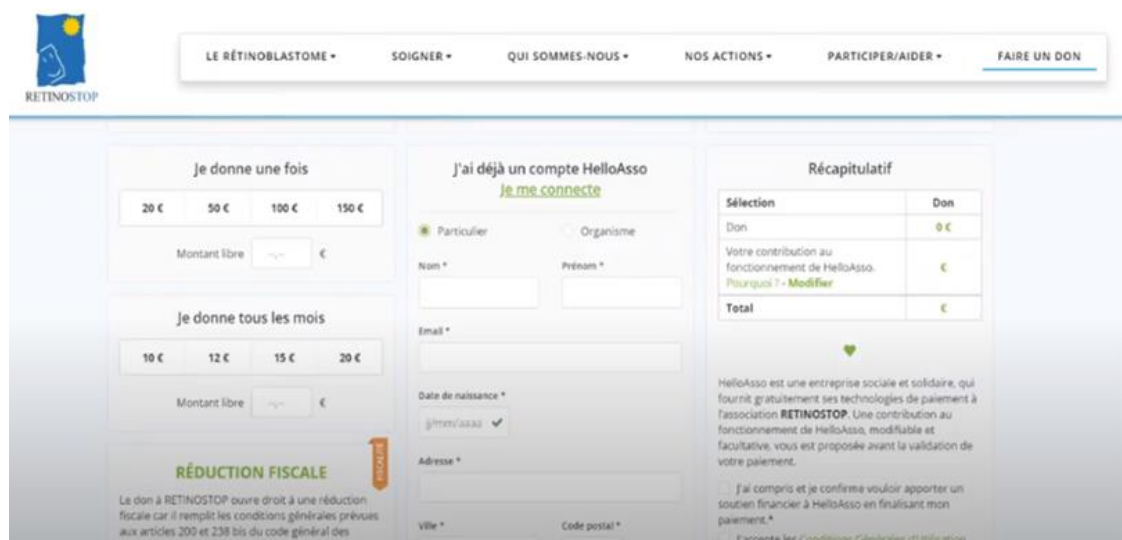 RETINOSTOP
LE RÉTINOBLASTOME
SOIGNER
QUI SOMMES-NOUS
NOS ACTIONS
PARTICIPER/AIDER
FAIRE UN DON
Je donne une fois
20 € 50 € 100 € 150 €
Montant libre --,-- €
Je donne tous les mois
10 € 12 € 15 € 20 €
Montant libre --,-- €
FISCALITÉ
RÉDUCTION FISCALE
Le don à RETINOSTOP ouvre droit à une réduction
fiscale car il remplit les conditions générales prévues
aux articles 200 et 238 bis du code général des
J'ai déjà un compte HelloAsso
Je me connecte
Particulier Organisme
Nom * Prénom *
Email *
Date de naissance *
jj/mm/aaaa
Adresse *
Ville * Code postal *
Récapitulatif
Sélection Don
Don 0 €
Votre contribution au
fonctionnement de HelloAsso. €
Pourquoi ? - Modifier
Total €
HelloAsso est une entreprise sociale et solidaire, qui
fournit gratuitement ses technologies de paiement à
l'association RETINOSTOP. Une contribution au
fonctionnement de HelloAsso, modifiable et
facultative, vous est proposée avant la validation de
votre paiement.
J'ai compris et je confirme vouloir apporter un
soutien financier à HelloAsso en finalisant mon
paiement.*
J'accepte les Conditions Générales d'Utilisation